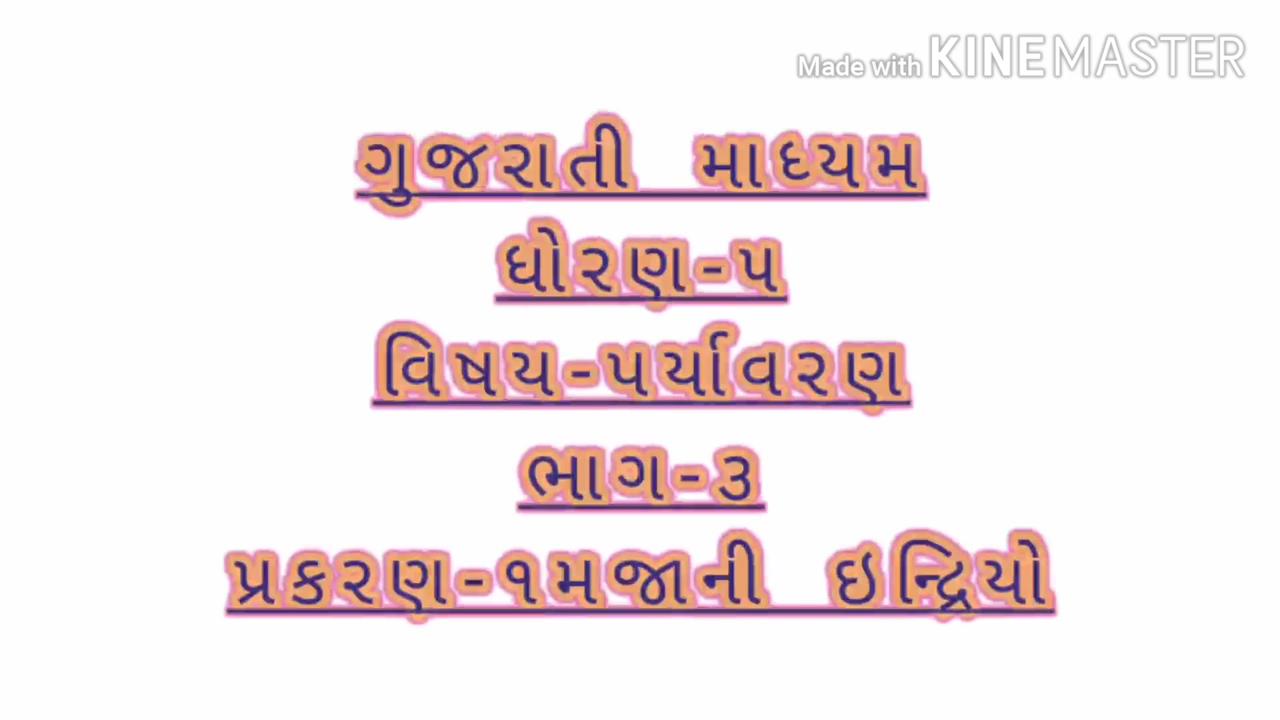 Made with KINEMASTER
ગુજરાતી માધ્યમ
ધોરણ-૫
વિષય-પર્યાવરણ
ભાગ-૩
પ્રકરણ-૧મજાની ઇન્દ્રિયો